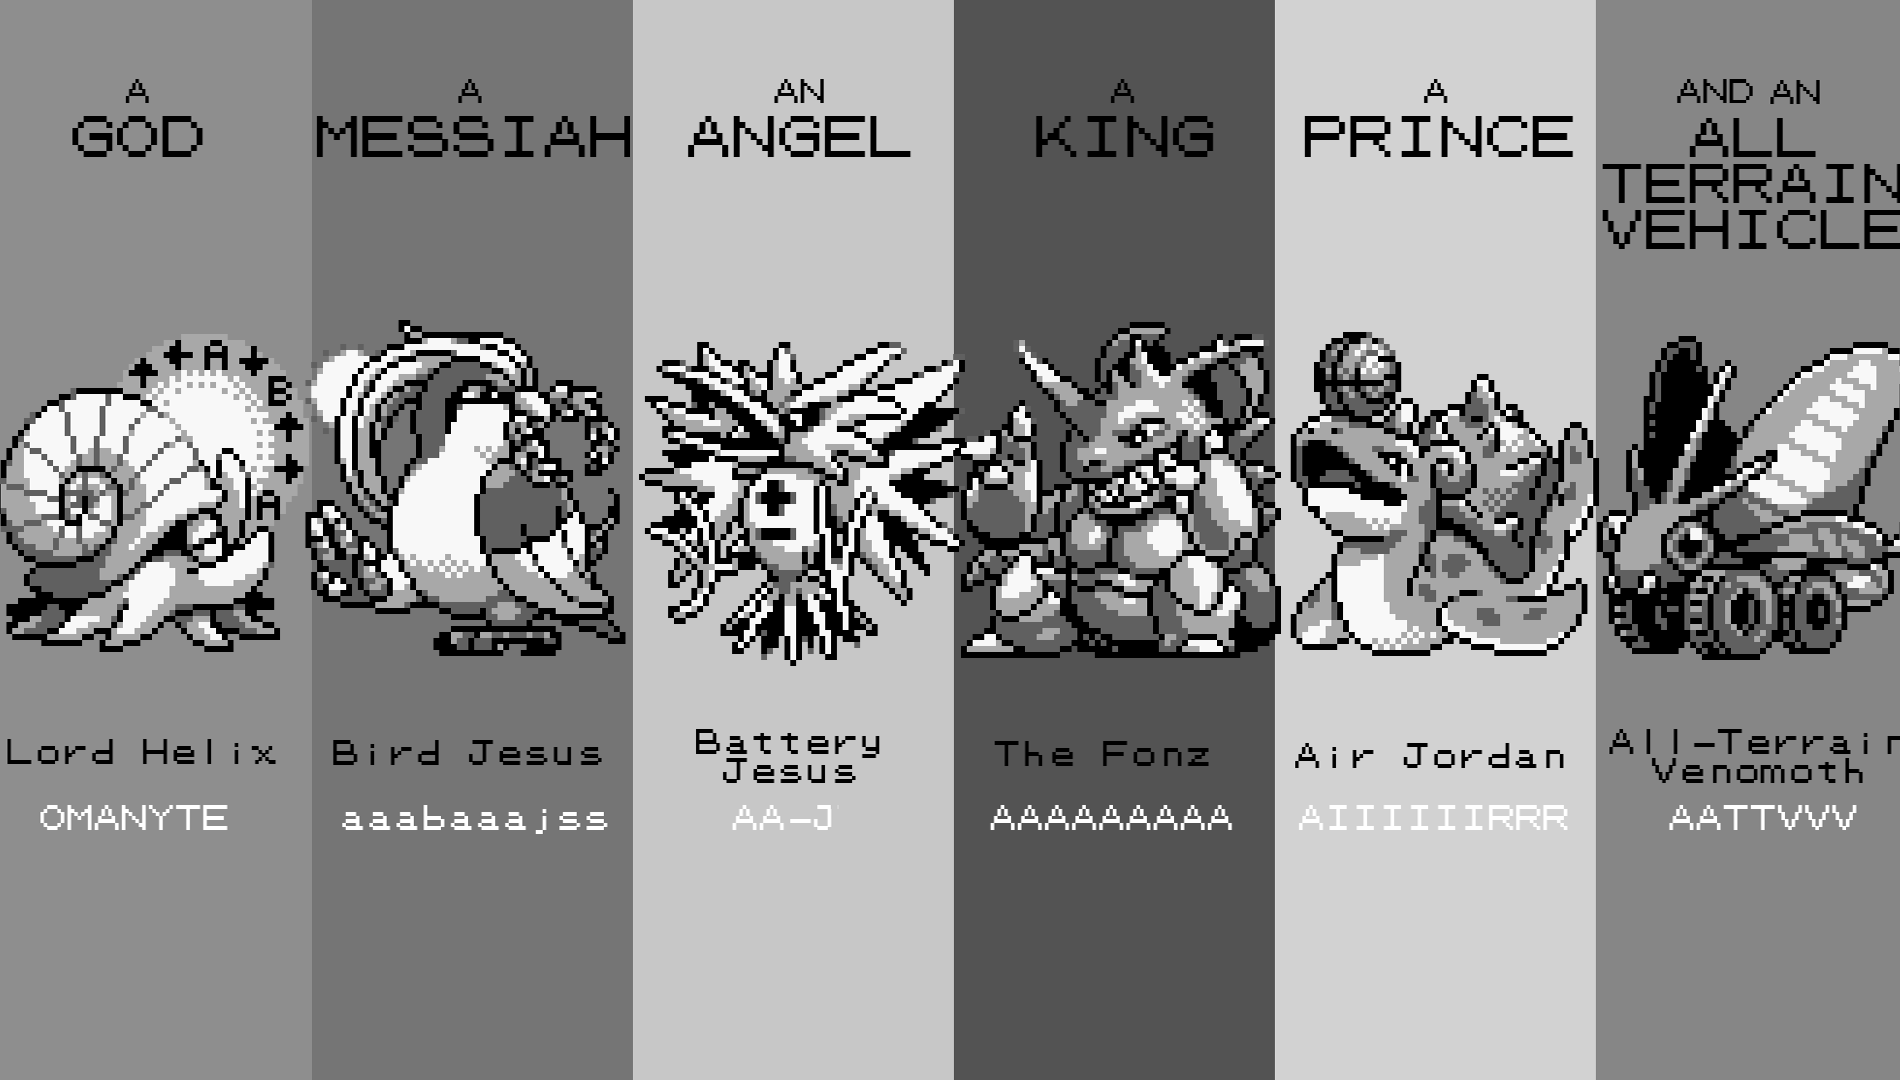 A
GOD
A
MESSIAH
AN
ANGEL
A
KING
A
PRINCE
AND AN
ALL
TERRAIN
VEHICLE
A
B
A
Lord Helix
OMANYTE
Bird Jesus
aaabaaajss
Battery
Jesus
AA-J
The Fonz
AAAAAAAAA
Air Jordan
AIIIIIIRRR
All-Terrain
Venomoth
AATTVVV